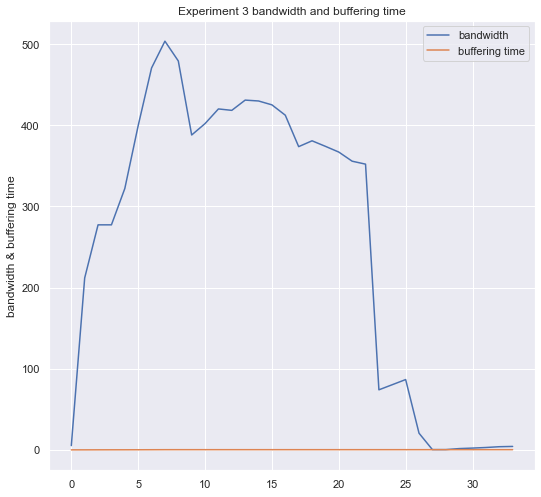 Experiment 3 bandwidth and buffering time
bandwidth
buffering time
bandwidth & buffering time
500
400
300
200
100
0
0 5 10 15 20 25 30